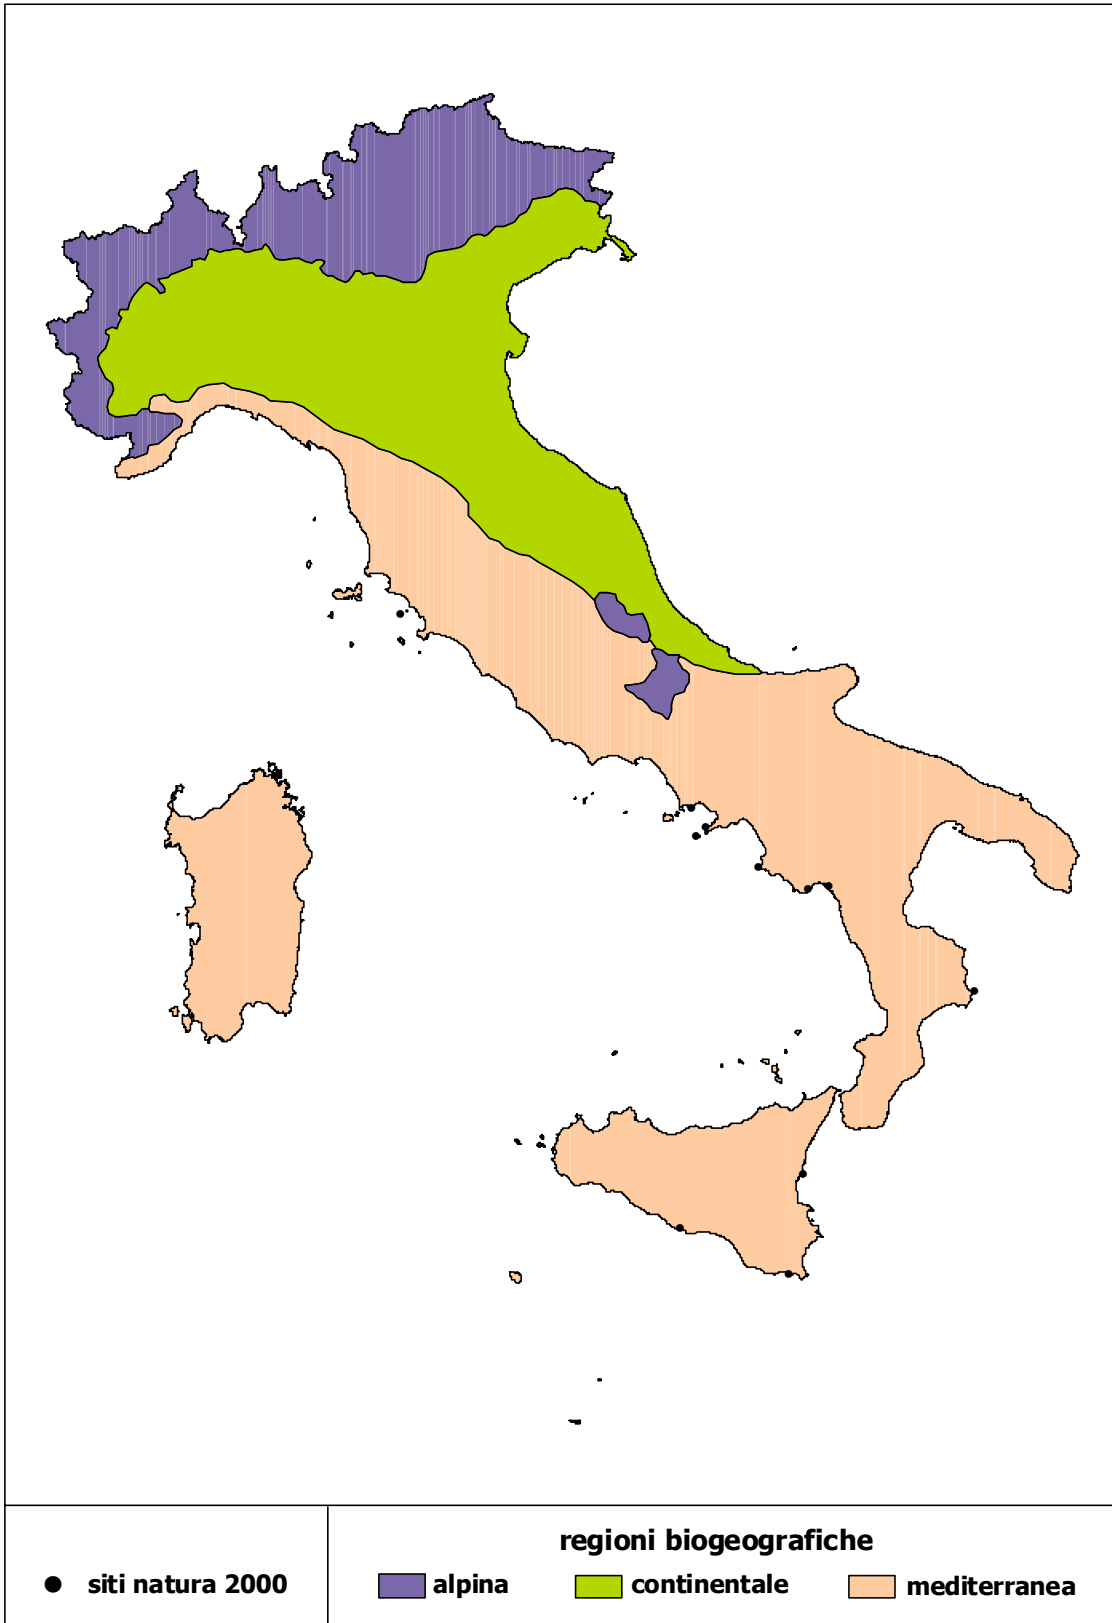 regioni biogeografiche
siti natura 2000
alpina
continentale
mediterranea